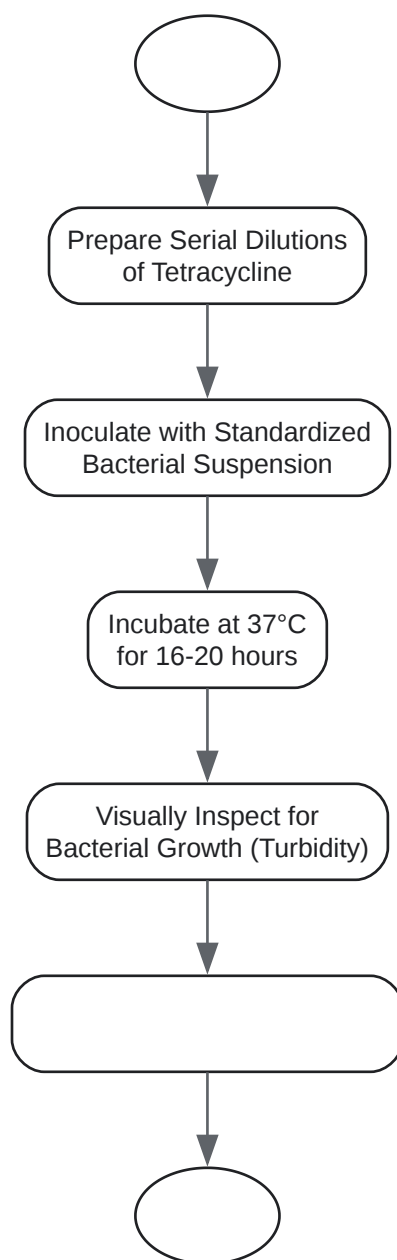 Prepare Serial Dilutions
of Tetracycline
Inoculate with Standardized
Bacterial Suspension
Incubate at 37°C
for 16-20 hours
Visually Inspect for
Bacterial Growth (Turbidity)